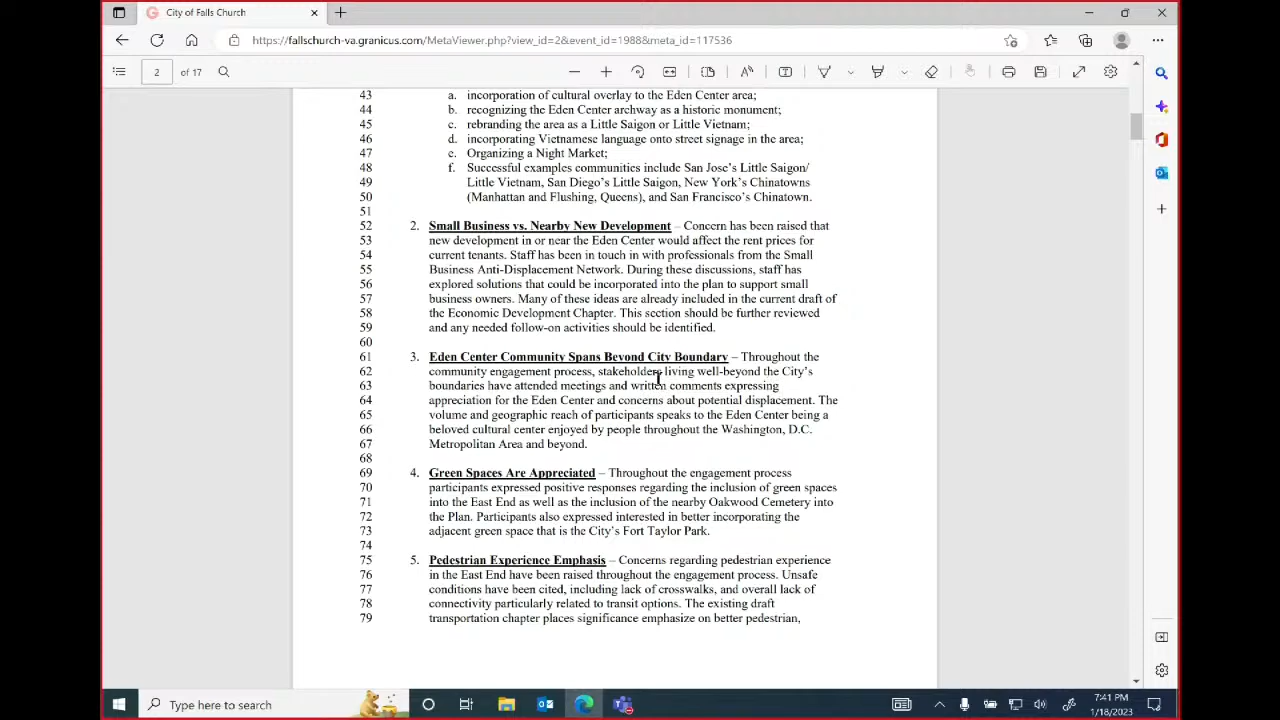 City of Falls Church
https://fallschurch-va.granicus.com/MetaViewer.php?view_id=2&event_id=1988&meta_id=117536
2 of 17
43 a. incorporation of cultural overlay to the Eden Center area;
44 b. recognizing the Eden Center archway as a historic monument;
45 c. rebranding the area as a Little Saigon or Little Vietnam;
46 d. incorporating Vietnamese language onto street signage in the area;
47 e. Organizing a Night Market;
48 f. Successful examples communities include San Jose's Little Saigon/
49 Little Vietnam, San Diego's Little Saigon, New York's Chinatowns
50 (Manhattan and Flushing, Queens), and San Francisco's Chinatown.
51
52 2. Small Business vs. Nearby New Development – Concern has been raised that
53 new development in or near the Eden Center would affect the rent prices for
54 current tenants. Staff has been in touch in with professionals from the Small
55 Business Anti-Displacement Network. During these discussions, staff has
56 explored solutions that could be incorporated into the plan to support small
57 business owners. Many of these ideas are already included in the current draft of
58 the Economic Development Chapter. This section should be further reviewed
59 and any needed follow-on activities should be identified.
60
61 3. Eden Center Community Spans Beyond City Boundary – Throughout the
62 community engagement process, stakeholders living well-beyond the City's
63 boundaries have attended meetings and written comments expressing
64 appreciation for the Eden Center and concerns about potential displacement. The
65 volume and geographic reach of participants speaks to the Eden Center being a
66 beloved cultural center enjoyed by people throughout the Washington, D.C.
67 Metropolitan Area and beyond.
68
69 4. Green Spaces Are Appreciated – Throughout the engagement process
70 participants expressed positive responses regarding the inclusion of green spaces
71 into the East End as well as the inclusion of the nearby Oakwood Cemetery into
72 the Plan. Participants also expressed interested in better incorporating the
73 adjacent green space that is the City's Fort Taylor Park.
74
75 5. Pedestrian Experience Emphasis – Concerns regarding pedestrian experience
76 in the East End have been raised throughout the engagement process. Unsafe
77 conditions have been cited, including lack of crosswalks, and overall lack of
78 connectivity particularly related to transit options. The existing draft
79 transportation chapter places significance emphasize on better pedestrian,
Type here to search
7:41 PM
1/18/2023